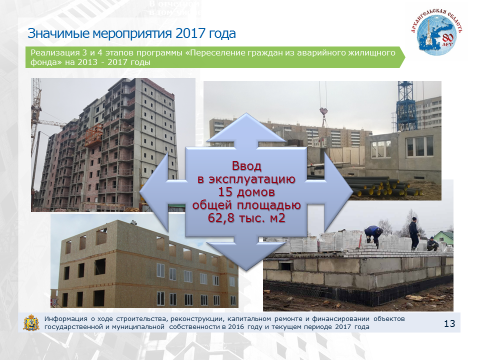 Значимые мероприятия 2017 года
АРХАНГЕЛЬСКАЯ ОБЛАСТЬ
80 ЛЕТ
Реализация 3 и 4 этапов программы «Переселение граждан из аварийного жилищного
фонда» на 2013 - 2017 годы
Ввод
в эксплуатацию
15 домов
общей площадью
62,8 тыс. м2
Информация о ходе строительства, реконструкции, капитальном ремонте и финансировании объектов
государственной и муниципальной собственности в 2016 году и текущем периоде 2017 года
13